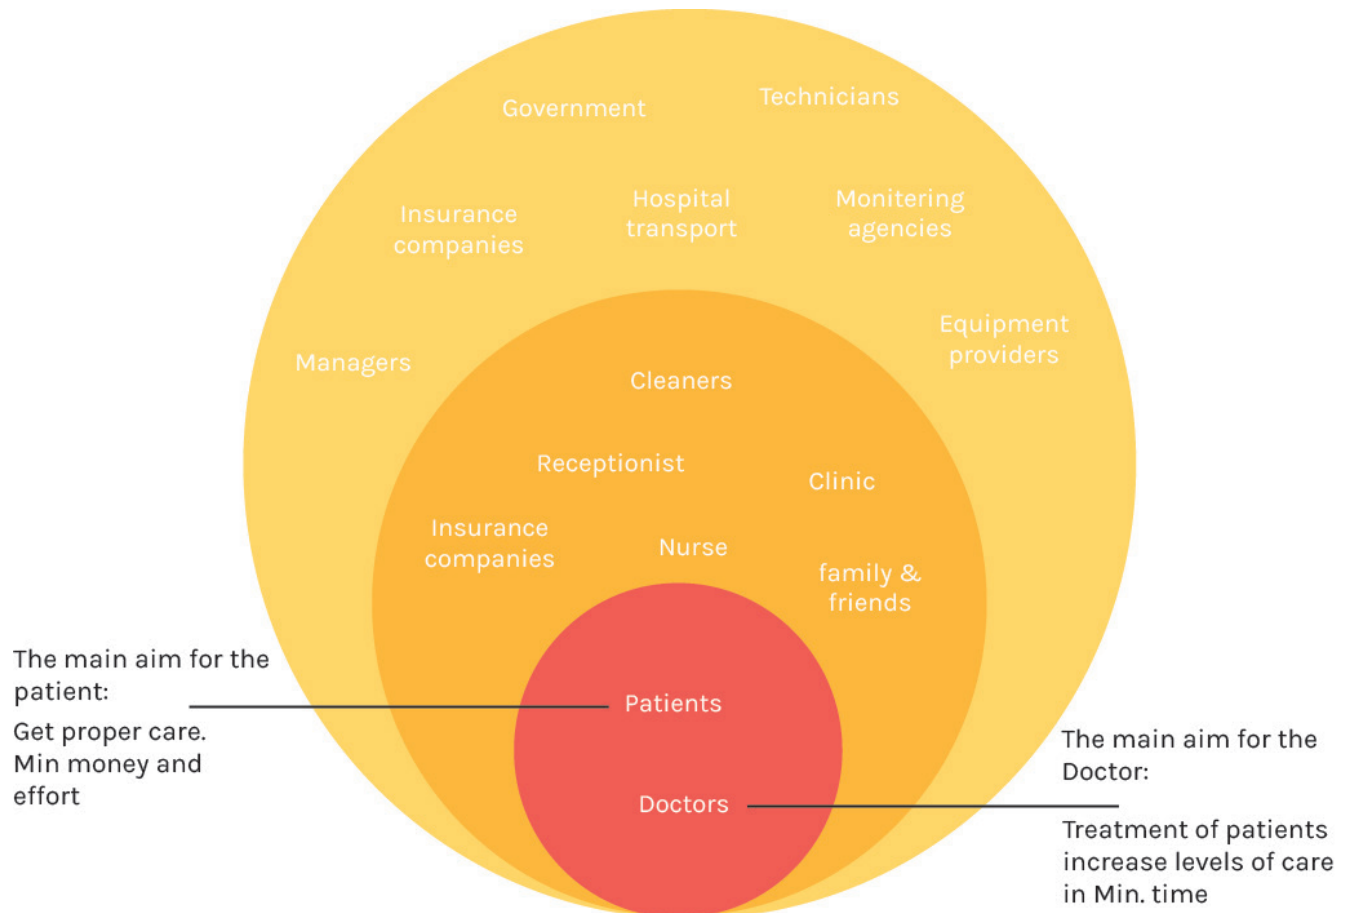 Government
Technicians
Insurance
companies
Hospital
transport
Monitering
agencies
Managers
Equipment
providers
Cleaners
Receptionist
Clinic
Insurance
companies
Nurse
family &
friends
The main aim for the
patient:
Get proper care.
Min money and
effort
Patients
Doctors
The main aim for the
Doctor:
Treatment of patients
increase levels of care
in Min. time